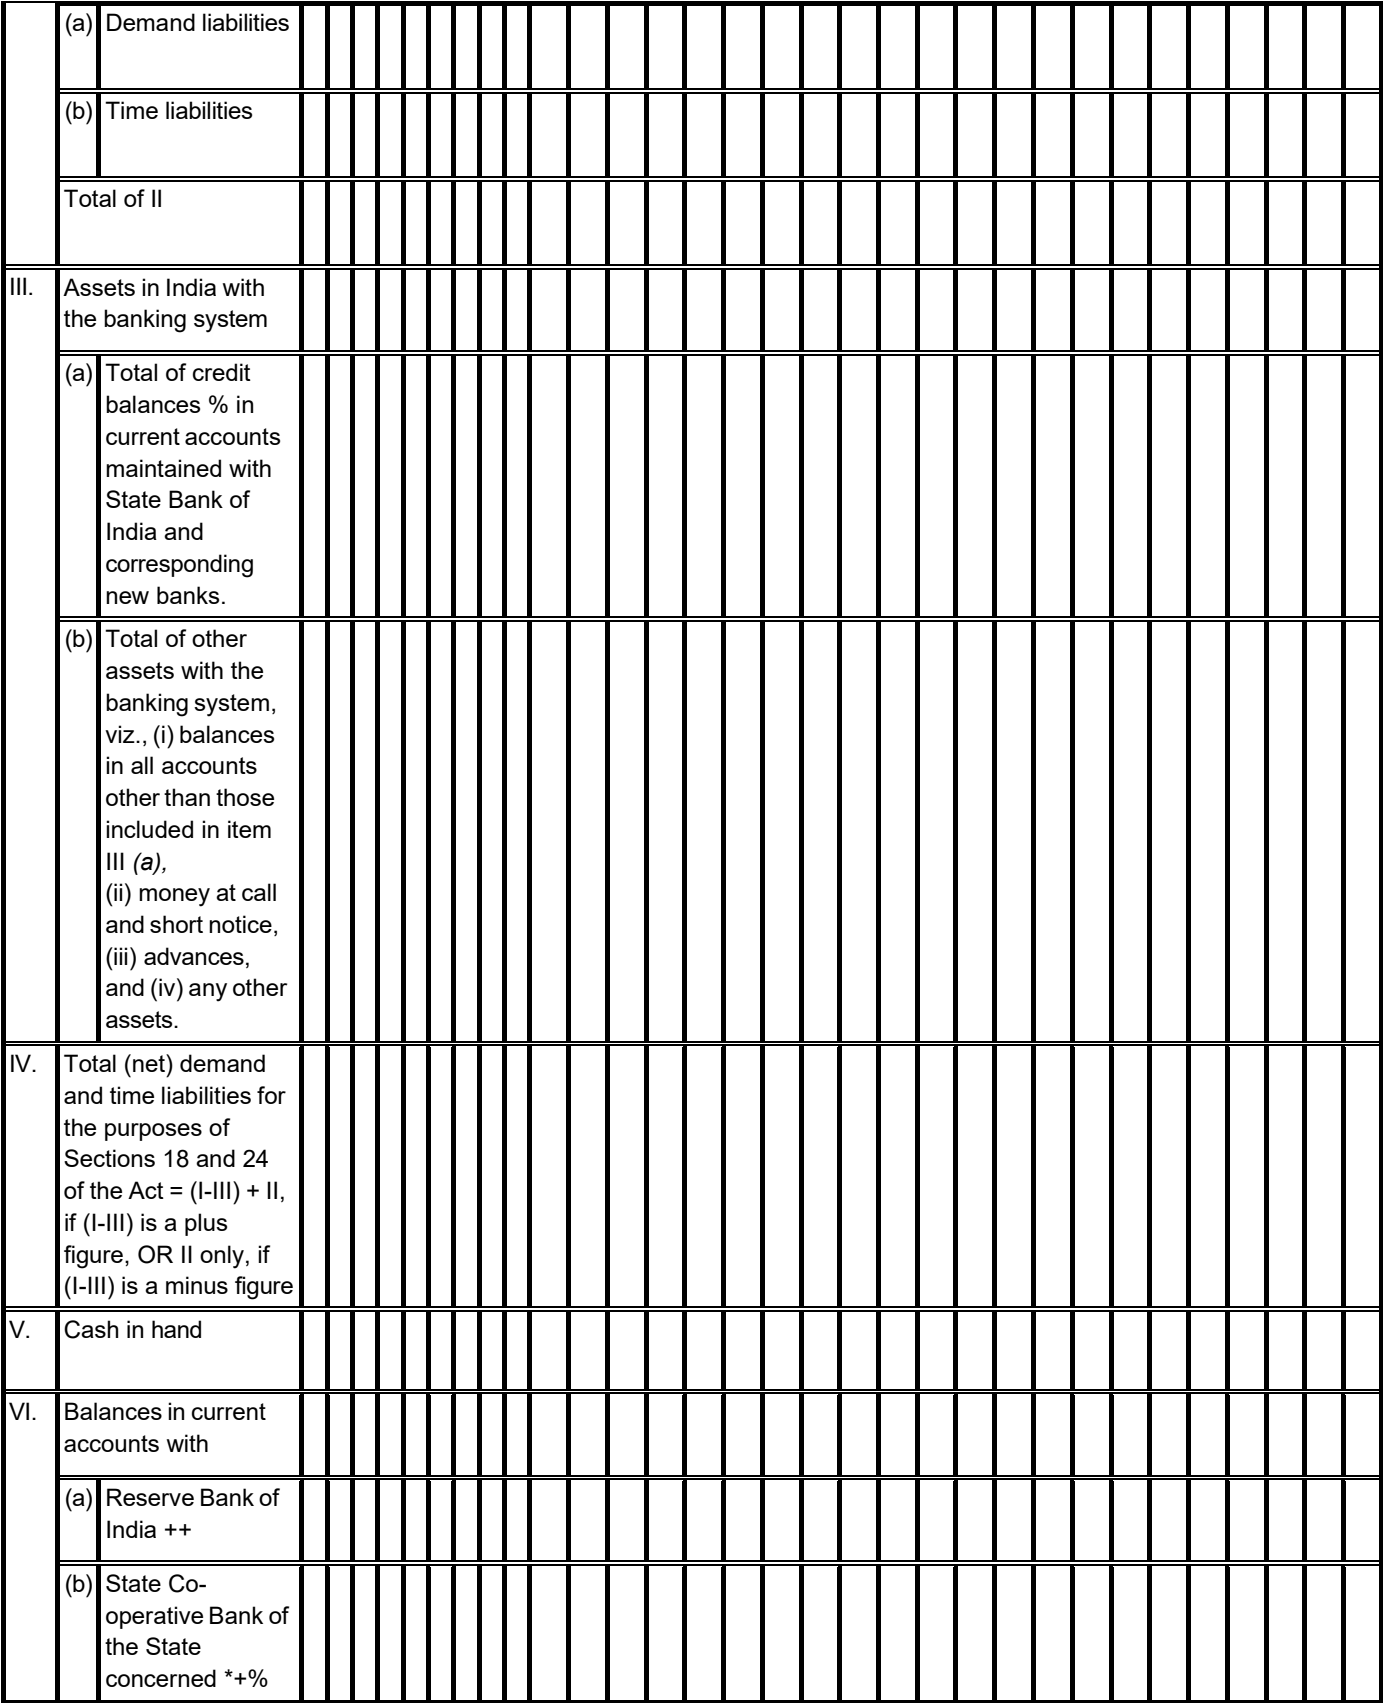 (a) Demand liabilities
(b) Time liabilities
Total of II
III. Assets in India with
the banking system
(a) Total of credit
balances % in
current accounts
maintained with
State Bank of
India and
corresponding
new banks.
(b) Total of other
assets with the
banking system,
viz., (i) balances
in all accounts
other than those
included in item
III (a),
(ii) money at call
and short notice,
(iii) advances,
and (iv) any other
assets.
IV. Total (net) demand
and time liabilities for
the purposes of
Sections 18 and 24
of the Act = (I-III) + II,
if (I-III) is a plus
figure, OR II only, if
(I-III) is a minus figure
V. Cash in hand
VI. Balances in current
accounts with
(a) Reserve Bank of
India ++
(b) State Co-
operative Bank of
the State
concerned *+%